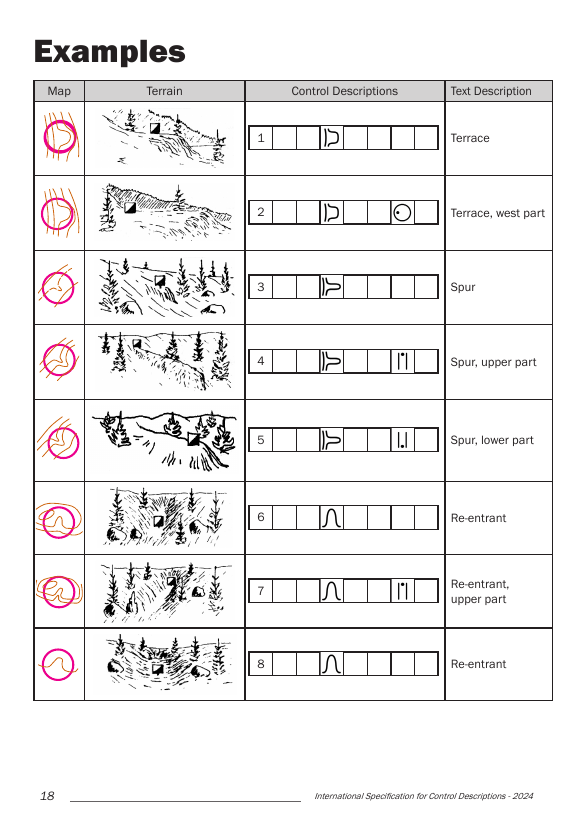 Examples
Map Terrain Control Descriptions Text Description
1 Terrace
2 Terrace, west part
3 Spur
4 Spur, upper part
5 Spur, lower part
6 Re-entrant
7 Re-entrant,
upper part
8 Re-entrant
18 International Specification for Control Descriptions - 2024